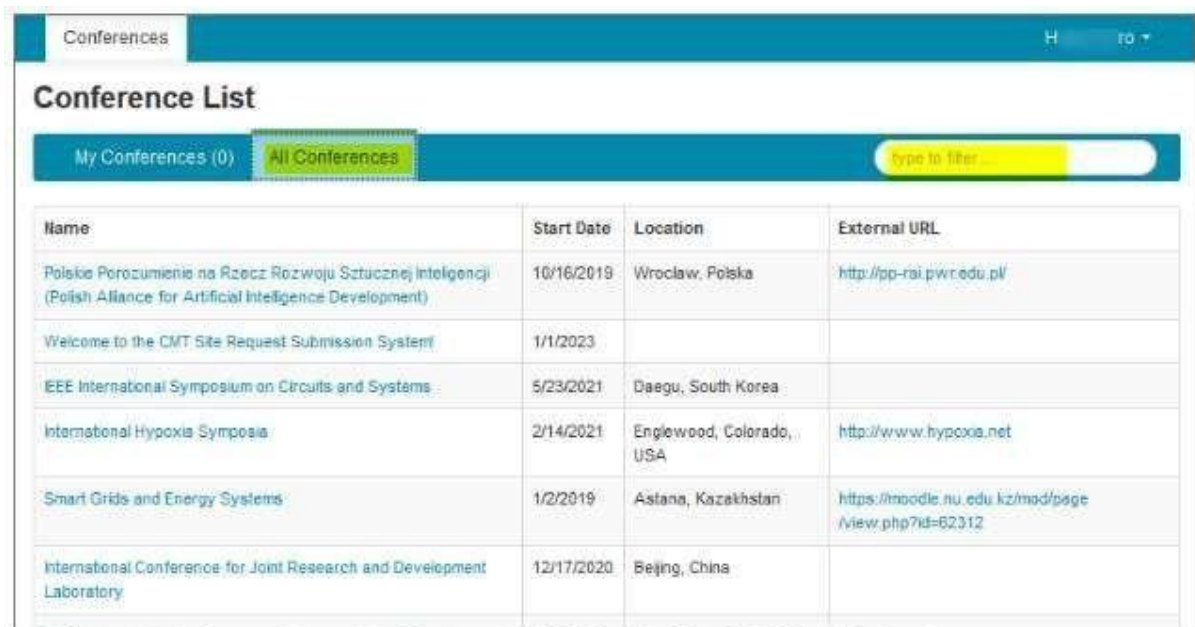 Conferences
H ro
Conference List
My Conferences (0) All Conferences type to filter...
Name Start Date Location External URL
Polskie Porozumienie na Rzecz Rozwoju Sztucznej Inteligencji 10/16/2019 Wroclaw, Polska http://pp-rai.pwr.edu.pl/
(Polish Alliance for Artificial Intelligence Development)
Welcome to the CMT Site Request Submission System! 1/1/2023
IEEE International Symposium on Circuits and Systems 5/23/2021 Daegu, South Korea
International Hypoxia Symposia 2/14/2021 Englewood, Colorado, http://www.hypoxia.net
USA
Smart Grids and Energy Systems 1/2/2019 Astana, Kazakhstan https://moodle.nu.edu.kz/mod/page
/view.php?id=62312
International Conference for Joint Research and Development 12/17/2020 Beijing, China
Laboratory